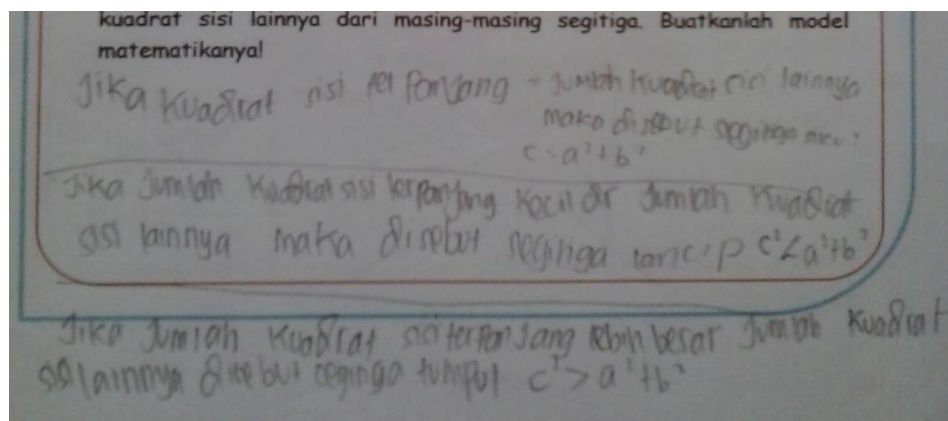 kuadrat sisi lainnya dari masing-masing segitiga. Buatkanlah model
matematikanya!
Jika kuadrat sisi terpanjang = jumlah kuadrat sisi lainnya
maka disebut segitiga
c = a² + b²
Jika jumlah kuadrat sisi terpanjang kecil dr jumlah kuadrat
sisi lainnya maka disebut segitiga lancip c² < a² + b²
Jika jumlah kuadrat sisi terpanjang lebih besar jumlah kuadrat
sisi lainnya disebut segitiga tumpul c² > a² + b²